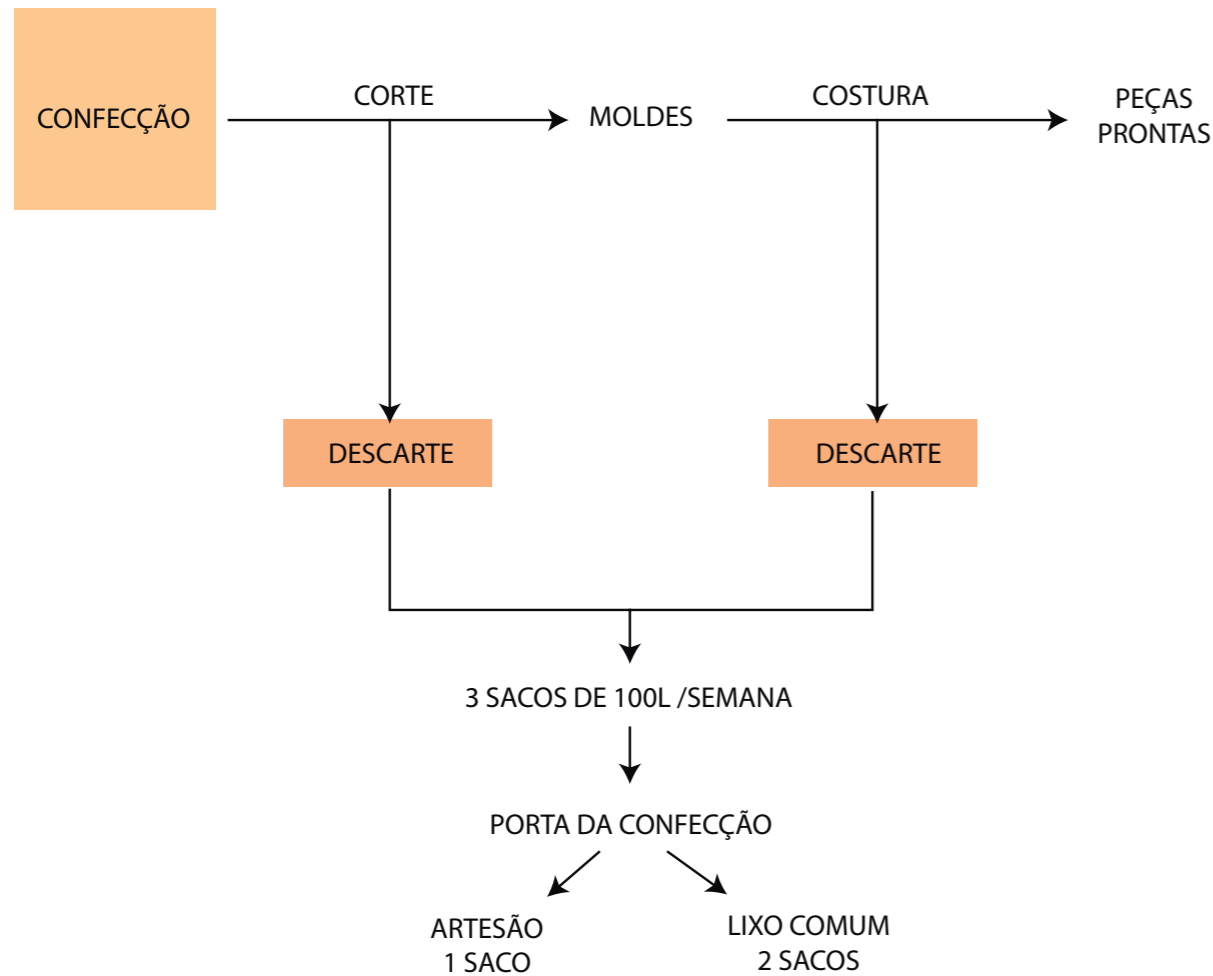 CONFECÇÃO
CORTE
MOLDES
COSTURA
PEÇAS
PRONTAS
DESCARTE
DESCARTE
3 SACOS DE 100L /SEMANA
PORTA DA CONFECÇÃO
ARTESÃO
1 SACO
LIXO COMUM
2 SACOS